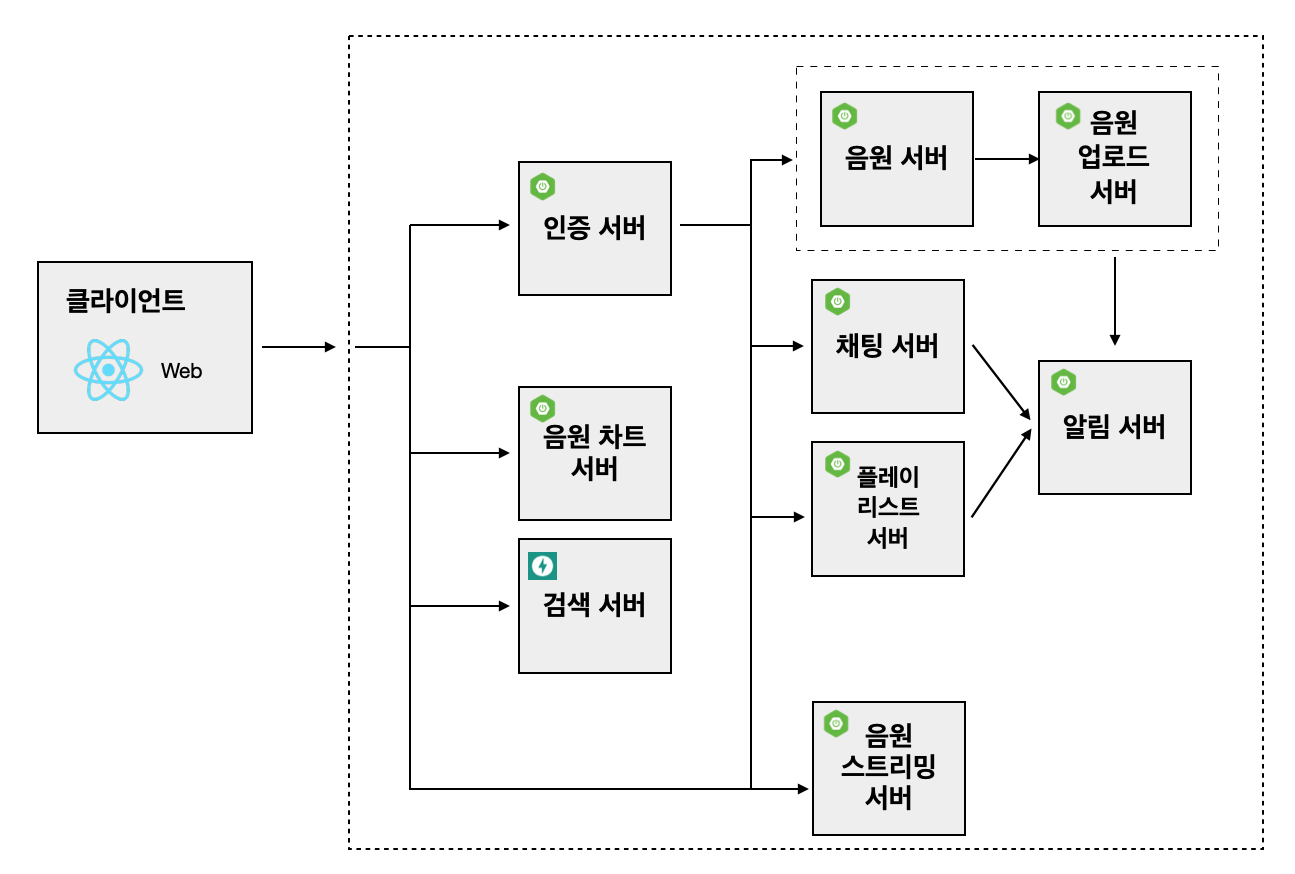 클라이언트
Web
인증 서버
음원 차트
서버
검색 서버
음원 서버
음원
업로드
서버
채팅 서버
플레이
리스트
서버
알림 서버
음원
스트리밍
서버